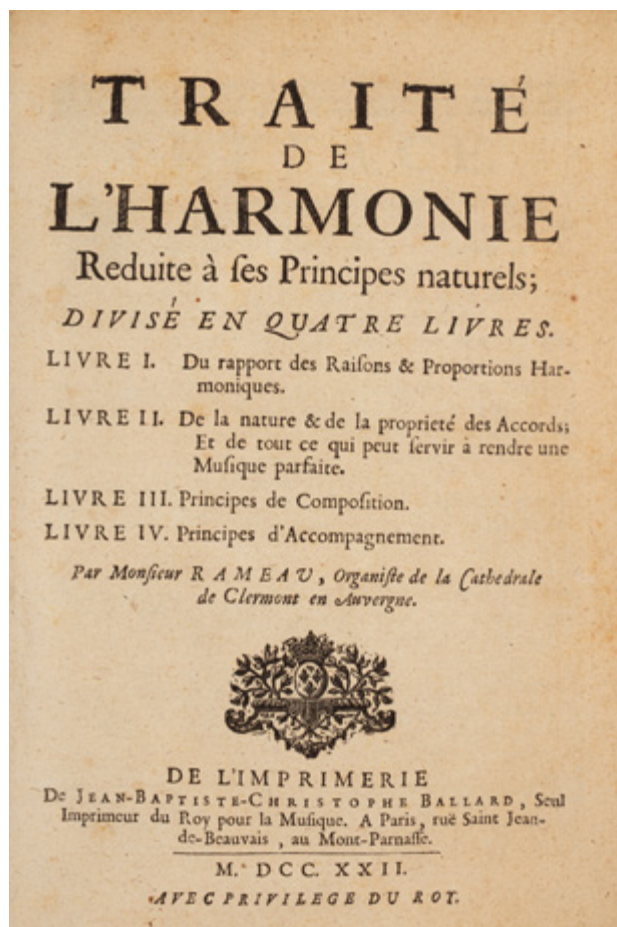 TRAITÉ
DE
L'HARMONIE
Reduite à ſes Principes naturels;
DIVISÉ EN QUATRE LIVRES.
LIVRE I. Du rapport des Raiſons & Proportions Har-
moniques.
LIVRE II. De la nature & de la proprieté des Accords;
Et de tout ce qui peut ſervir à rendre une
Muſique parfaite.
LIVRE III. Principes de Compoſition.
LIVRE IV. Principes d'Accompagnement.
Par Monſieur RAMEAU, Organiſte de la Cathedrale
de Clermont en Auvergne.
DE L'IMPRIMERIE
De JEAN-BAPTISTE-CHRISTOPHE BALLARD, Seul
Imprimeur du Roy pour la Muſique. A Paris, ruë Saint Jean-
de-Beauvais, au Mont-Parnaſſe.
M. DCC. XXII.
AVEC PRIVILEGE DU ROY.